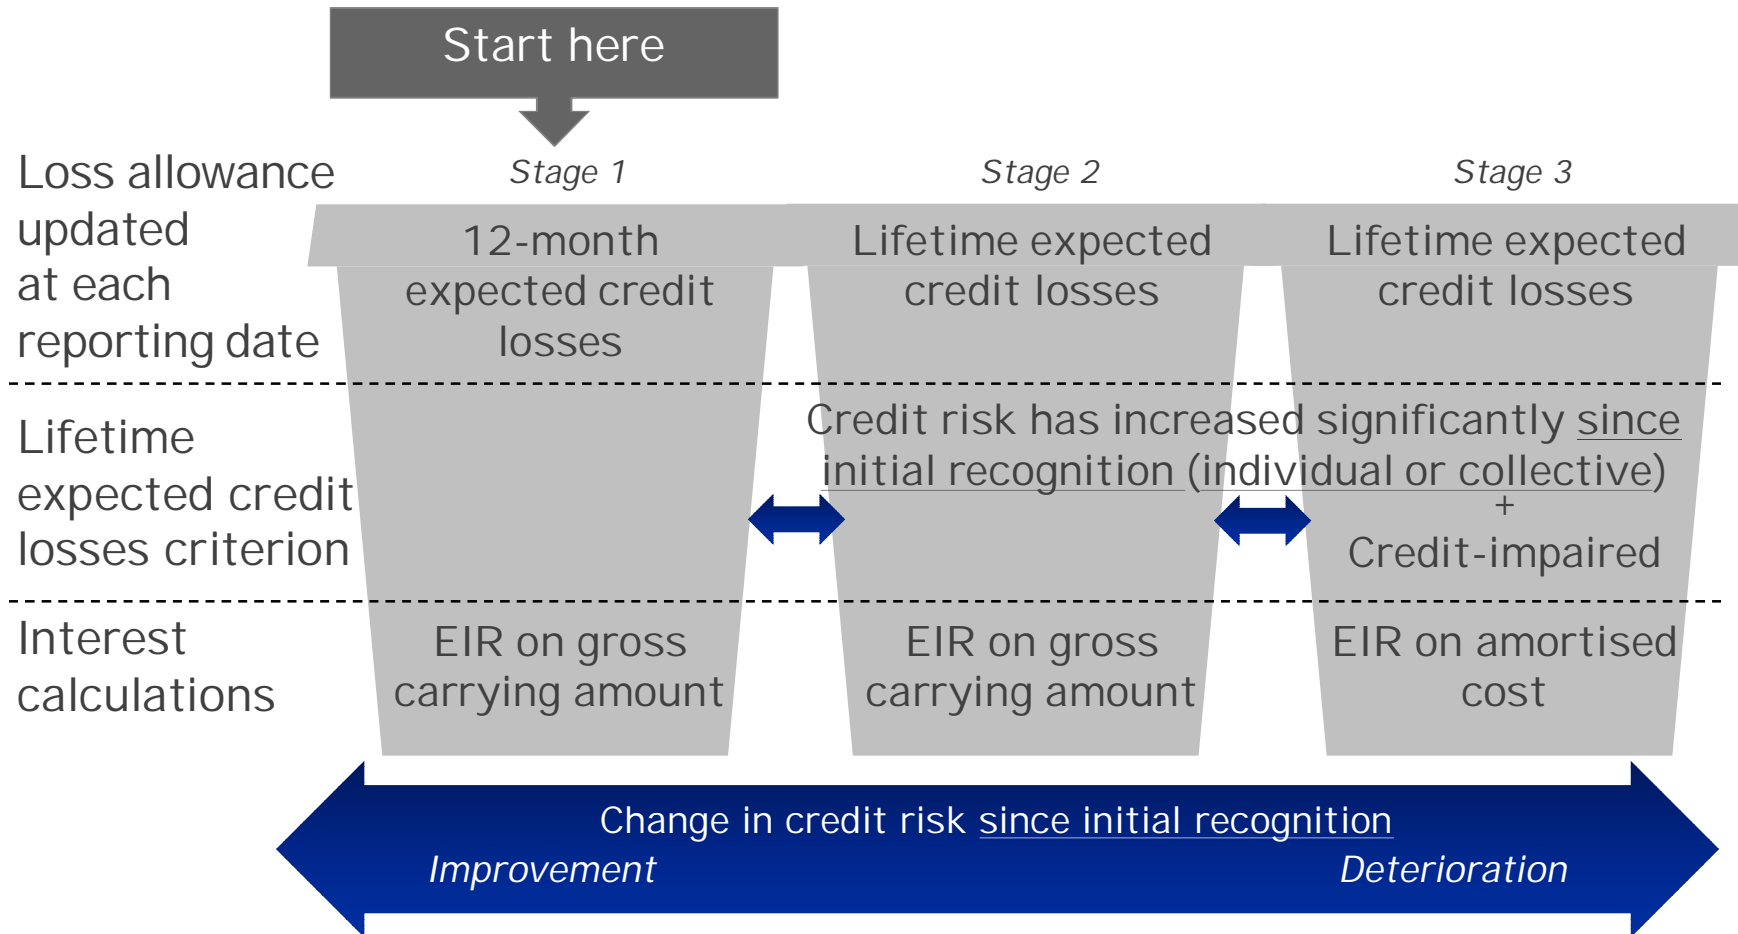 Start here
Loss allowance
updated
at each
reporting date
Stage 1
Stage 2
Stage 3
12-month
expected credit
losses
Lifetime expected
credit losses
Lifetime expected
credit losses
Lifetime
expected credit
losses criterion
Credit risk has increased significantly since
initial recognition (individual or collective)
+
Credit-impaired
Interest
calculations
EIR on gross
carrying amount
EIR on gross
carrying amount
EIR on amortised
cost
Change in credit risk since initial recognition
Improvement
Deterioration